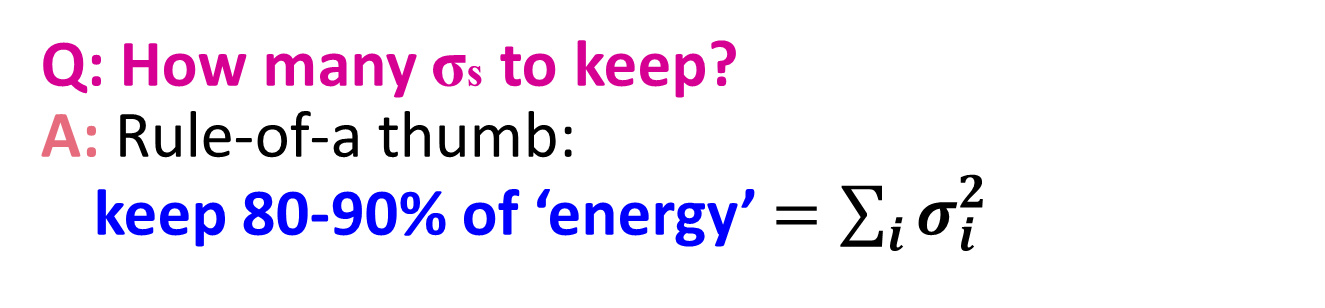 Q: How many σs to keep?
A: Rule-of-a thumb:
keep 80-90% of ‘energy’ = ∑ᵢ σᵢ²